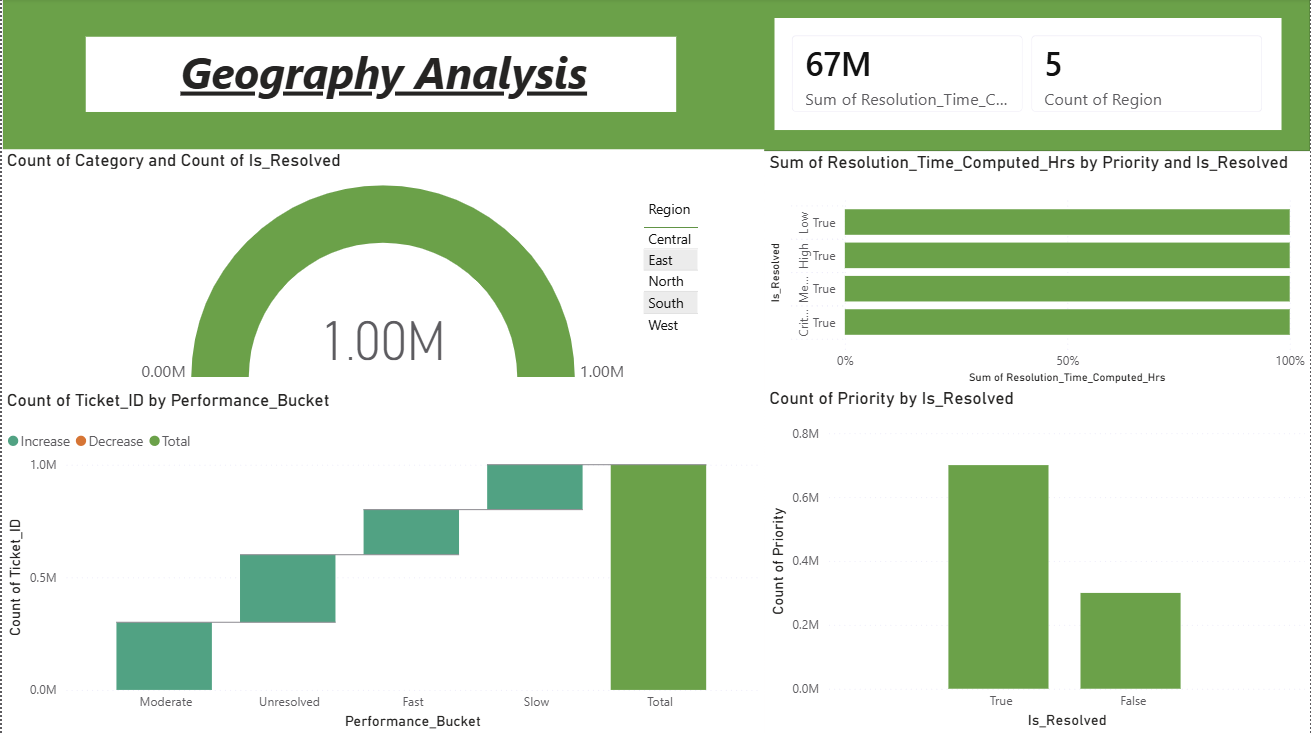 Geography Analysis
67M
Sum of Resolution_Time_C...
5
Count of Region
Count of Category and Count of Is_Resolved
1.00M
0.00M
1.00M
Region
Central
East
North
South
West
Sum of Resolution_Time_Computed_Hrs by Priority and Is_Resolved
Is_Resolved
Low
True
High
True
Me...
True
Crit...
True
0%
50%
100%
Sum of Resolution_Time_Computed_Hrs
Count of Ticket_ID by Performance_Bucket
Increase
Decrease
Total
Count of Ticket_ID
1.0M
0.5M
0.0M
Moderate
Unresolved
Fast
Slow
Total
Performance_Bucket
Count of Priority by Is_Resolved
Count of Priority
0.8M
0.6M
0.4M
0.2M
0.0M
True
False
Is_Resolved